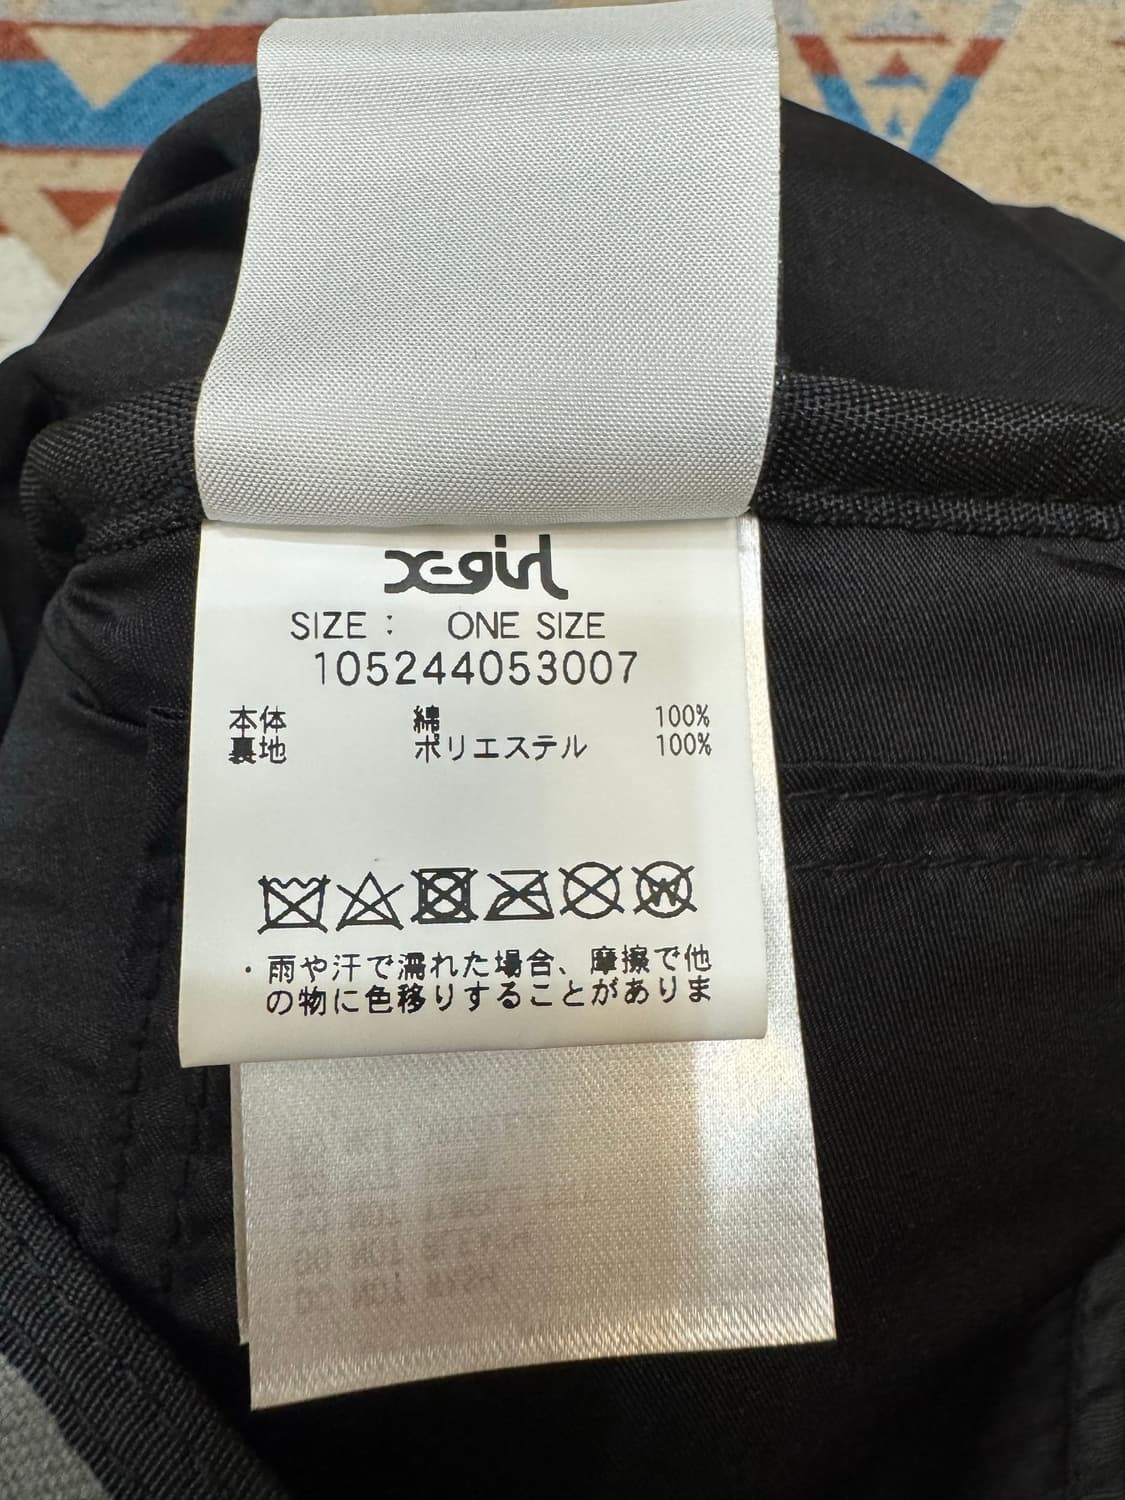 x-girl
SIZE : ONE SIZE
105244053007
本体 綿 100%
裏地 ポリエステル 100%
・雨や汗で濡れた場合、摩擦で他
の物に色移りすることがありま